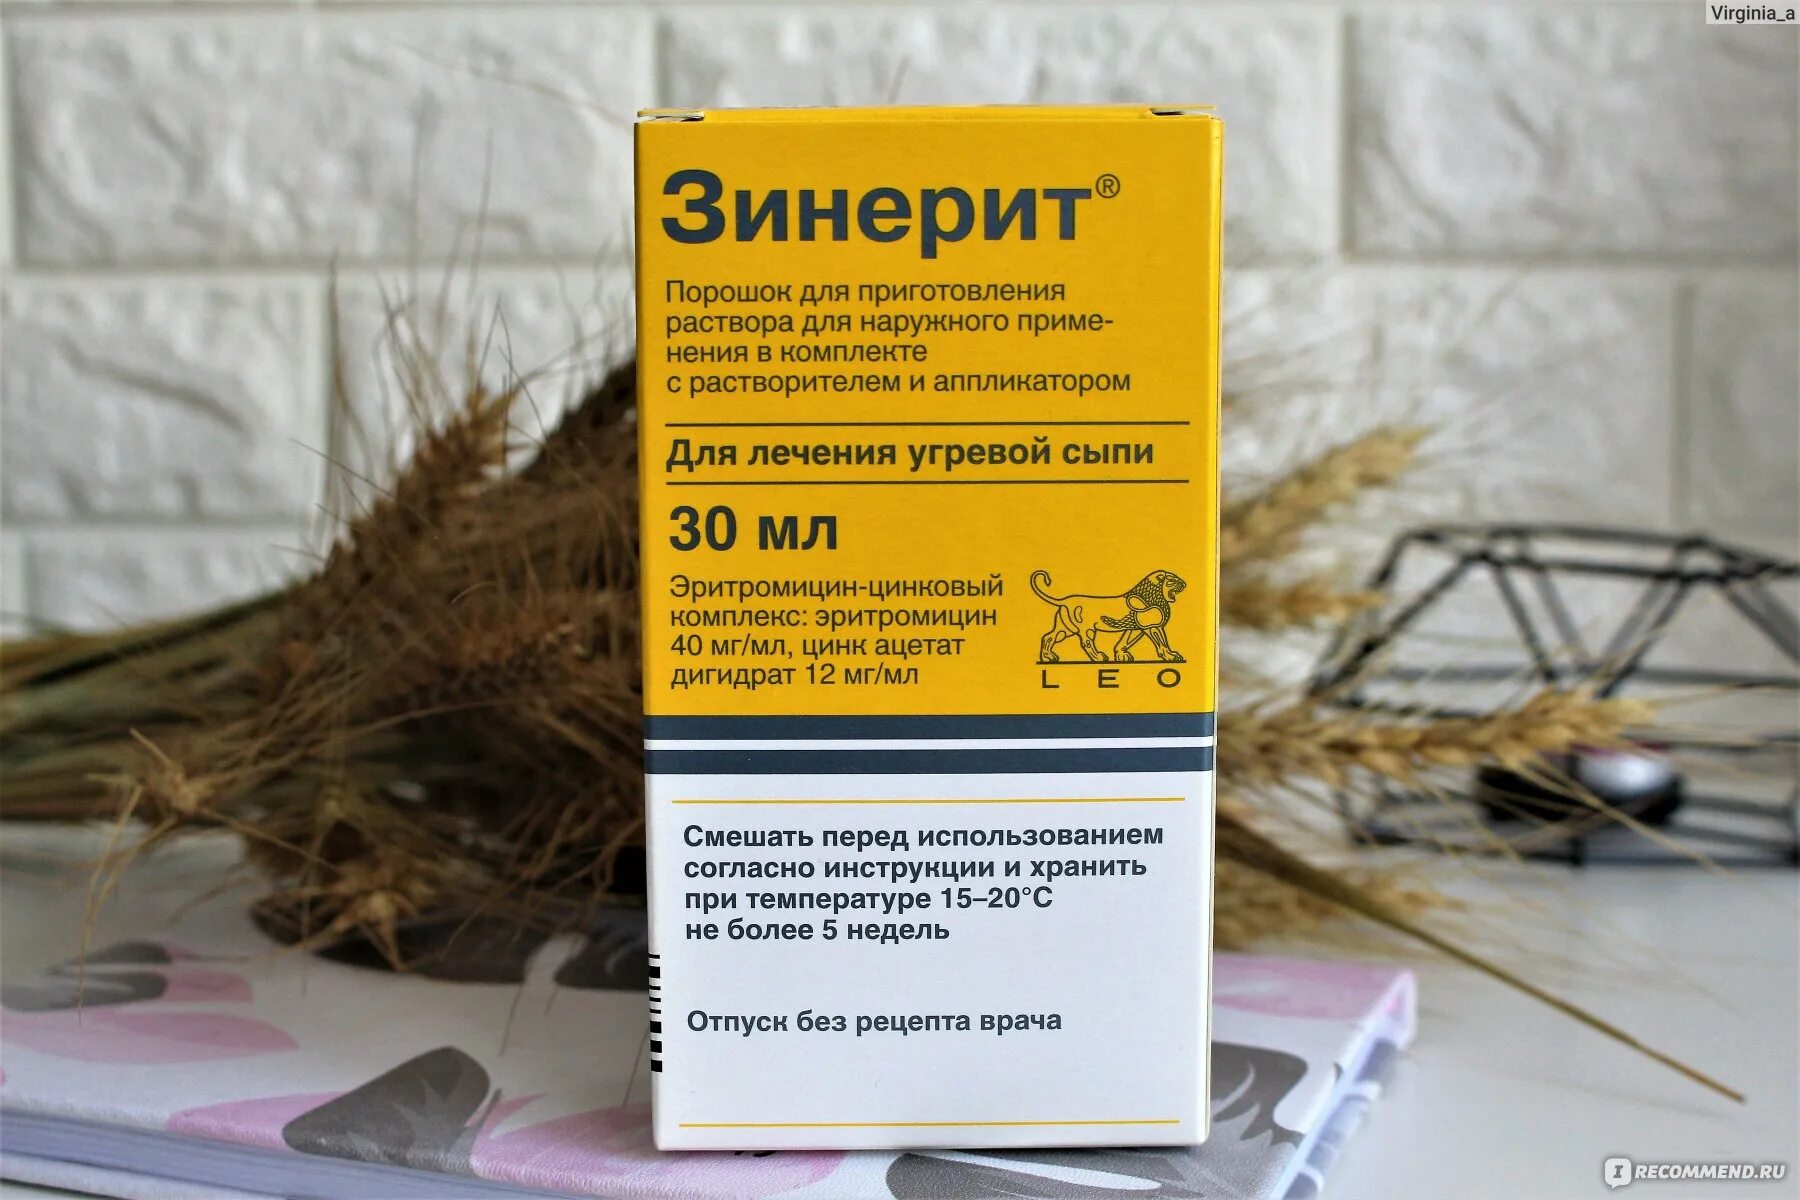 Virginia_a
Зинерит®
Порошок для приготовления
раствора для наружного приме-
нения в комплекте
с растворителем и аппликатором
Для лечения угревой сыпи
30 мл
Эритромицин-цинковый
комплекс: эритромицин
40 мг/мл, цинк ацетат
дигидрат 12 мг/мл
LEO
Смешать перед использованием
согласно инструкции и хранить
при температуре 15–20°C
не более 5 недель
Отпуск без рецепта врача
IRECOMMEND.RU